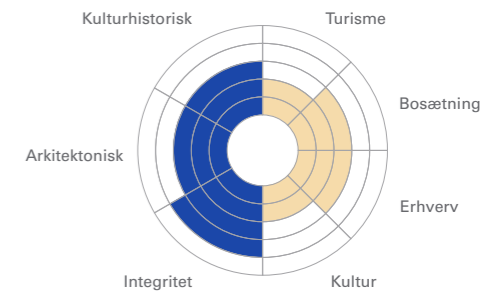 Kulturhistorisk
Turisme
Bosætning
Arkitektonisk
Erhverv
Integritet
Kultur